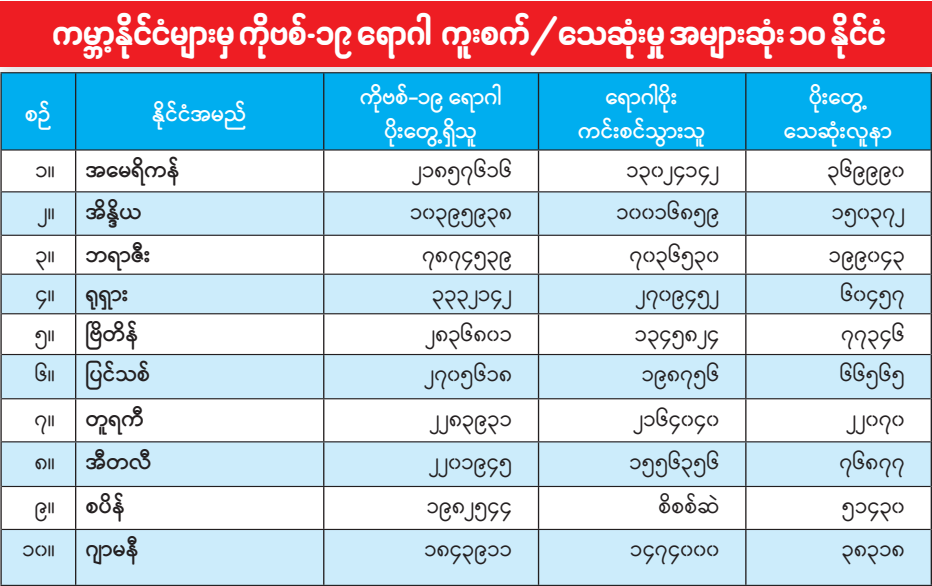 ကမ္ဘာ့နိုင်ငံများမှ ကိုဗစ်-၁၉ ရောဂါ ကူးစက်/သေဆုံးမှု အများဆုံး ၁၀ နိုင်ငံ
စဉ် နိုင်ငံအမည် ကိုဗစ်-၁၉ ရောဂါ ပိုးတွေ့ရှိသူ ရောဂါပိုး ကင်းစင်သွားသူ ပိုးတွေ့ သေဆုံးလူနာ
၁။ အမေရိကန် ၂၁၈၅၇၆၁၆ ၁၃၀၂၄၁၄၂ ၃၆၉၉၉၀
၂။ အိန္ဒိယ ၁၀၃၉၅၉၃၈ ၁၀၀၁၆၈၅၉ ၁၅၀၃၇၂
၃။ ဘရာဇီး ၇၈၇၄၅၃၉ ၇၀၃၆၅၃၀ ၁၉၉၀၄၃
၄။ ရုရှား ၃၃၃၂၁၄၂ ၂၇၀၉၄၅၂ ၆၀၄၅၇
၅။ ဗြိတိန် ၂၈၃၆၈၀၁ ၁၃၄၅၈၂၄ ၇၇၃၄၆
၆။ ပြင်သစ် ၂၇၀၅၆၁၈ ၁၉၈၇၅၆ ၆၆၅၆၅
၇။ တူရကီ ၂၂၈၃၉၃၁ ၂၁၆၄၀၄၀ ၂၂၀၇၀
၈။ အီတလီ ၂၂၀၁၉၄၅ ၁၅၅၆၃၅၆ ၇၆၈၇၇
၉။ စပိန် ၁၉၈၂၅၄၄ စိစစ်ဆဲ ၅၁၄၃၀
၁၀။ ဂျာမနီ ၁၈၄၃၉၁၁ ၁၄၇၄၀၀၀ ၃၈၃၁၈